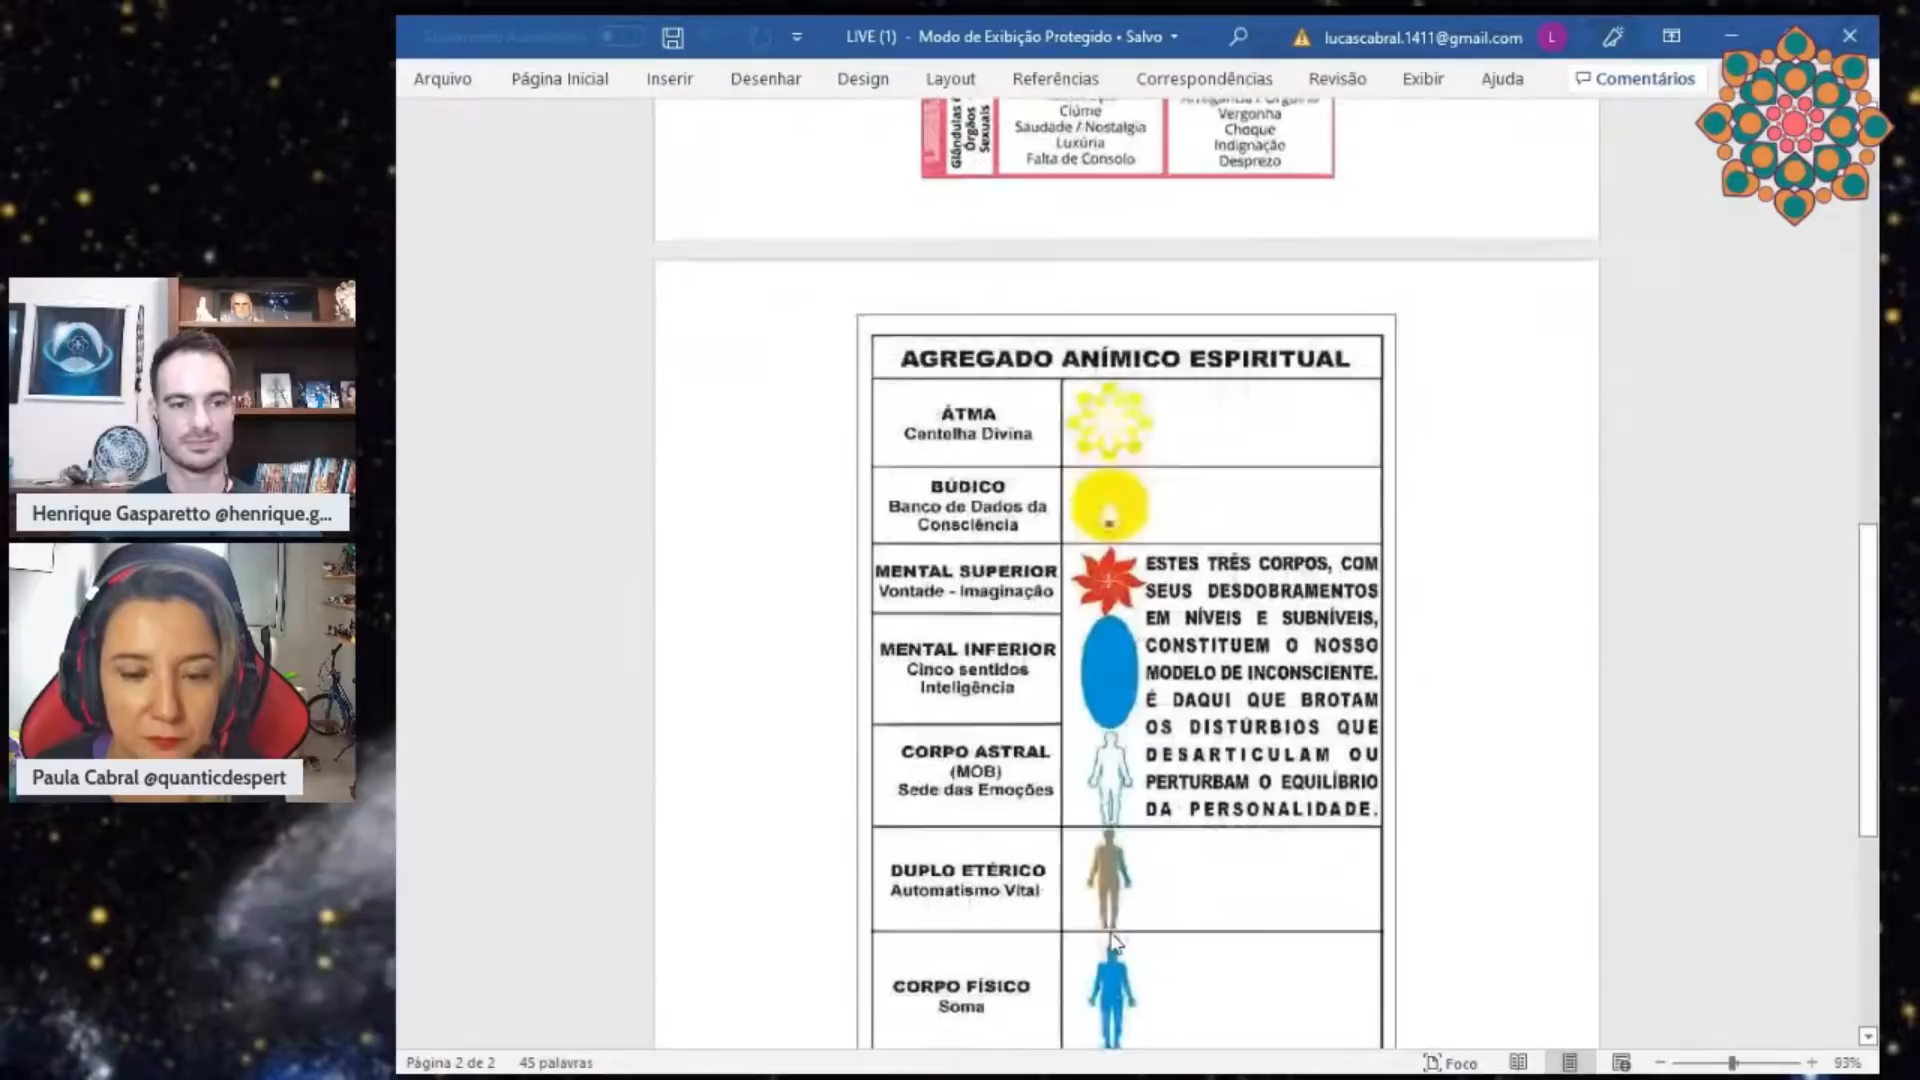 LIVE (1) - Modo de Exibição Protegido • Salvo
lucascabral.1411@gmail.com
L
Arquivo
Página Inicial
Inserir
Desenhar
Design
Layout
Referências
Correspondências
Revisão
Exibir
Ajuda
Comentários
Órgãos
Sexuais
Ciúme
Saudade / Nostalgia
Luxúria
Falta de Consolo
Vergonha
Choque
Indignação
Desprezo
AGREGADO ANÍMICO ESPIRITUAL
ÁTMA
Centelha Divina
BÚDICO
Banco de Dados da
Consciência
MENTAL SUPERIOR
Vontade - Imaginação
MENTAL INFERIOR
Cinco sentidos
Inteligência
CORPO ASTRAL
(MOB)
Sede das Emoções
ESTES TRÊS CORPOS, COM
SEUS DESDOBRAMENTOS
EM NÍVEIS E SUBNÍVEIS,
CONSTITUEM O NOSSO
MODELO DE INCONSCIENTE.
É DAQUI QUE BROTAM
OS DISTÚRBIOS QUE
DESARTICULAM OU
PERTURBAM O EQUILÍBRIO
DA PERSONALIDADE.
DUPLO ETÉRICO
Automatismo Vital
CORPO FÍSICO
Soma
Henrique Gasparetto @henrique.g...
Paula Cabral @quanticdespert
Página 2 de 2
45 palavras
Foco
93%